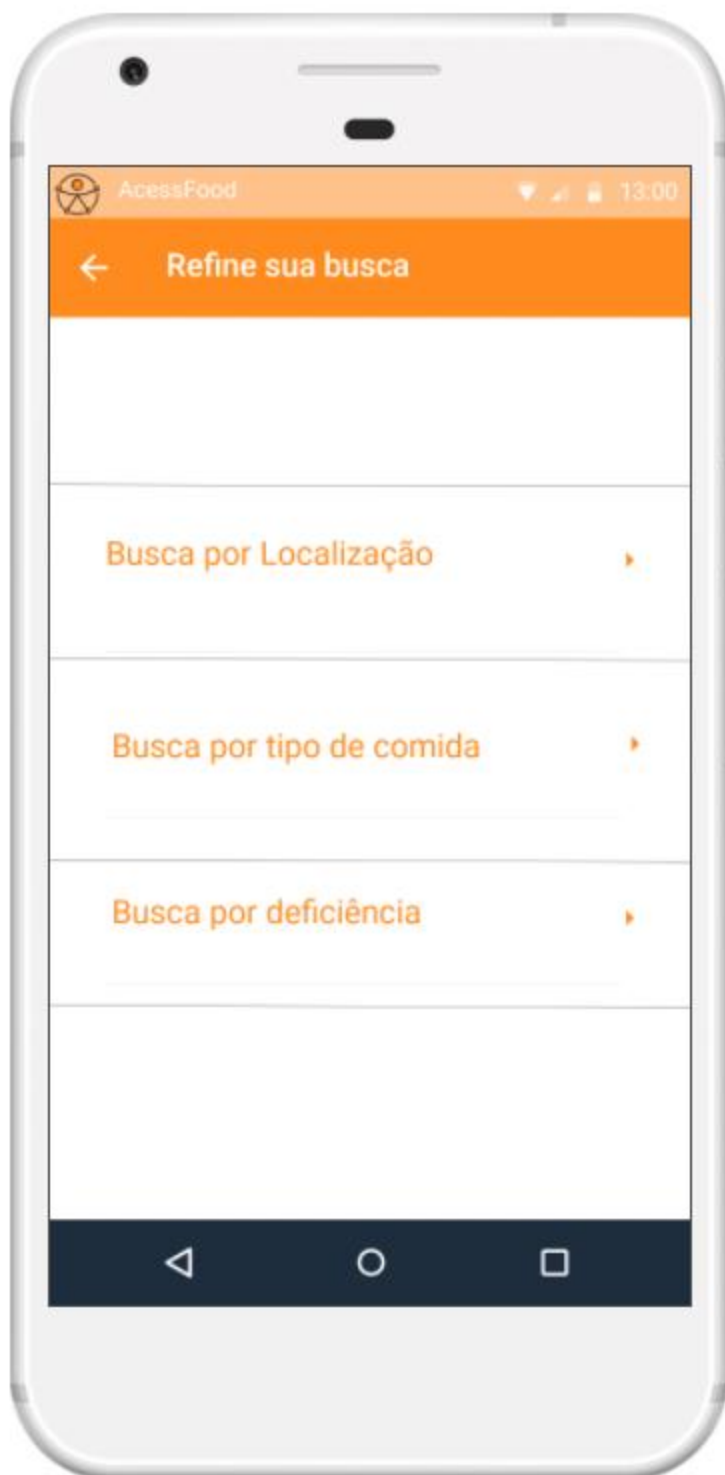 AcessFood 13:00
Refine sua busca
Busca por Localização
Busca por tipo de comida
Busca por deficiência